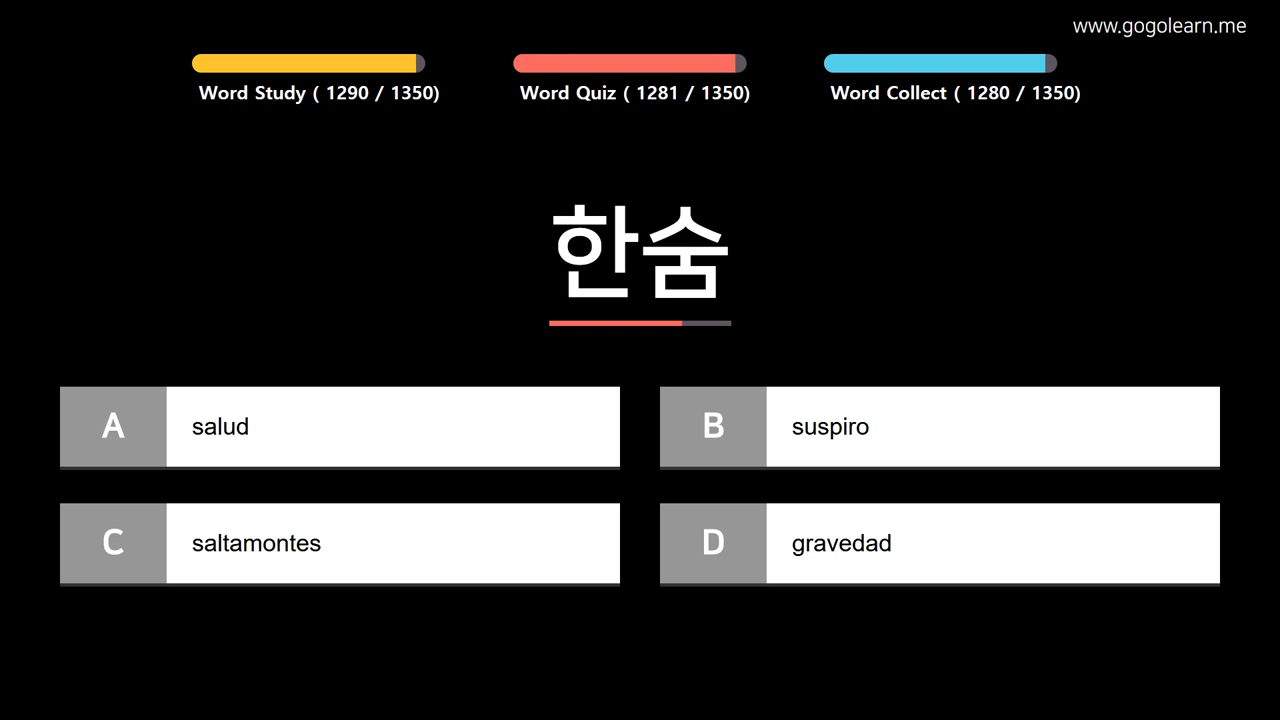 www.gogolearn.me
Word Study ( 1290 / 1350)
Word Quiz ( 1281 / 1350)
Word Collect ( 1280 / 1350)
한숨
A salud
B suspiro
C saltamontes
D gravedad